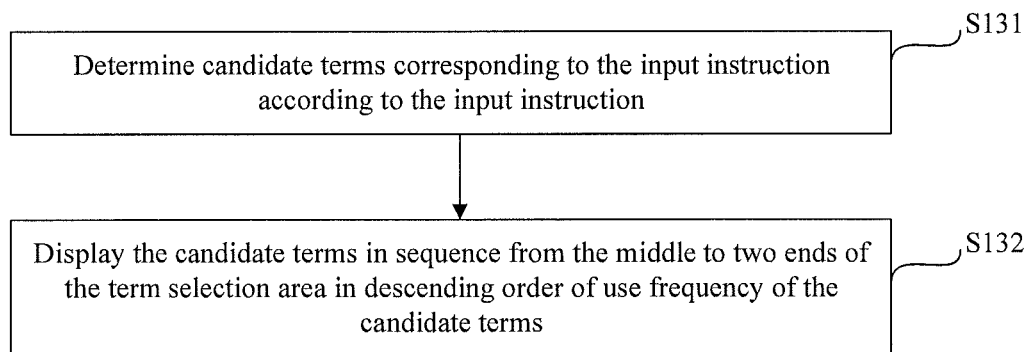 S131
Determine candidate terms corresponding to the input instruction
according to the input instruction
S132
Display the candidate terms in sequence from the middle to two ends of
the term selection area in descending order of use frequency of the
candidate terms